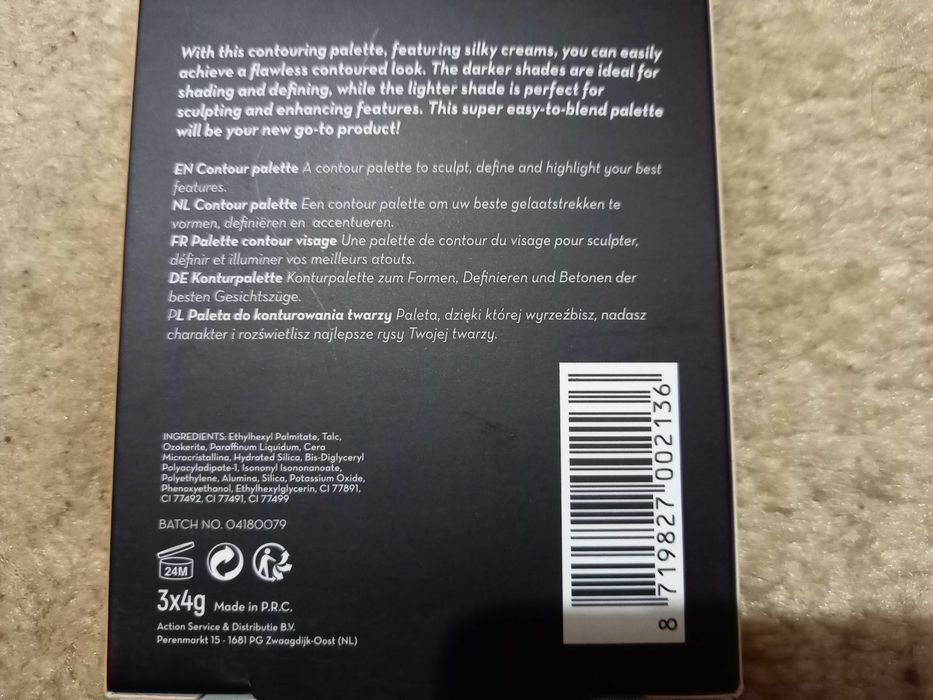 With this contouring palette, featuring silky creams, you can easily
achieve a flawless contoured look. The darker shades are ideal for
shading and defining, while the lighter shade is perfect for
sculpting and enhancing features. This super easy-to-blend palette
will be your new go-to product!
EN Contour palette A contour palette to sculpt, define and highlight your best
features.
NL Contour palette Een contour palette om uw beste gelaatstrekken te
vormen, definiëren en accentueren.
FR Palette contour visage Une palette de contour du visage pour sculpter,
définir et illuminer vos meilleurs atouts.
DE Konturpalette Konturpalette zum Formen, Definieren und Betonen der
besten Gesichtszüge.
PL Paleta do konturowania twarzy Paleta, dzięki której wyrzeźbisz, nadasz
charakter i rozświetlisz najlepsze rysy Twojej twarzy.
INGREDIENTS: Ethylhexyl Palmitate, Talc,
Ozokerite, Paraffinum Liquidum, Cera
Microcristallina, Hydrated Silica, Bis-Diglyceryl
Polyacyladipate-1, Isononyl Isononanoate,
Polyethylene, Alumina, Silica, Potassium Oxide,
Phenoxyethanol, Ethylhexylglycerin, CI 77891,
CI 77492, CI 77491, CI 77499
BATCH NO. 04180079
24M
3x4g Made in P.R.C.
Action Service & Distributie B.V.
Perenmarkt 15 - 1681 PG Zwaagdijk-Oost (NL)
8 719827 002136